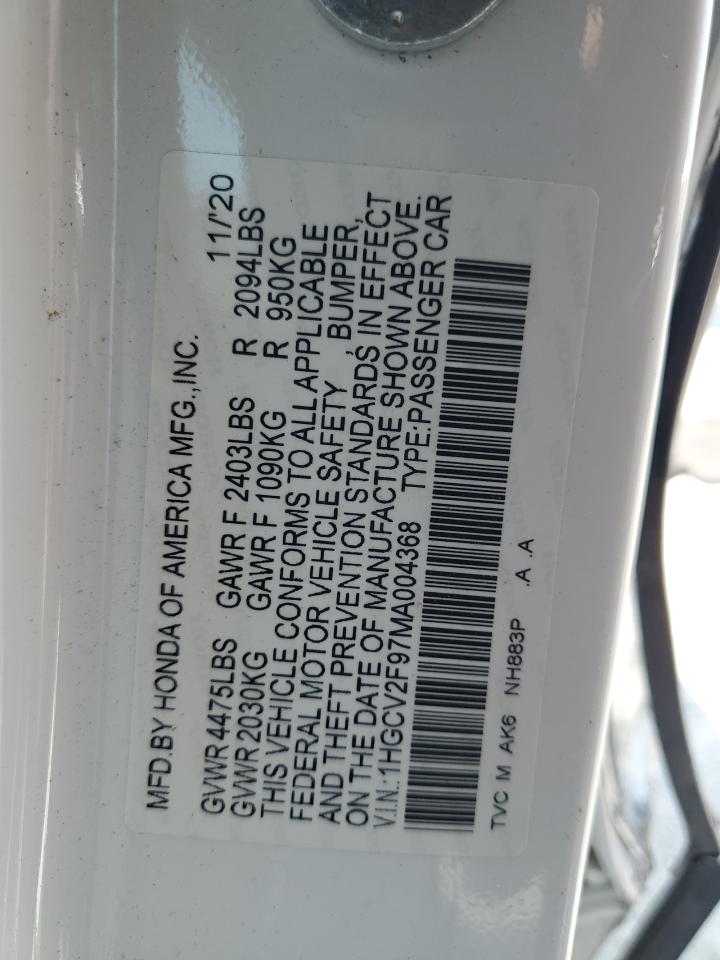 MFD.BY HONDA OF AMERICA MFG.,INC. 11/'20
GVWR 4475LBS GAWR F 2403LBS R 2094LBS
GVWR 2030KG GAWR F 1090KG R 950KG
THIS VEHICLE CONFORMS TO ALL APPLICABLE
FEDERAL MOTOR VEHICLE SAFETY , BUMPER,
AND THEFT PREVENTION STANDARDS IN EFFECT
ON THE DATE OF MANUFACTURE SHOWN ABOVE.
V.I.N.:1HGCV2F97MA004368 TYPE:PASSENGER CAR
TVC M AK6 NH883P .A .A